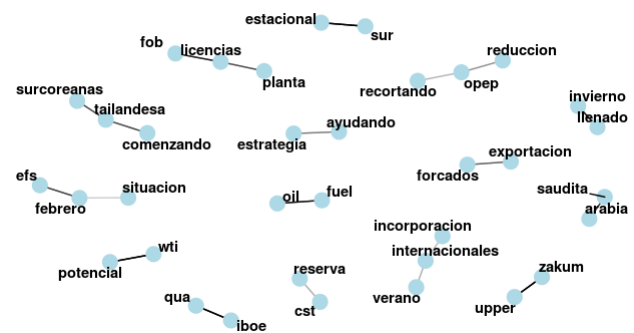 estacional
sur
fob
licencias
planta
reduccion
opep
recortando
surcoreanas
tailandesa
comenzando
invierno
llenado
ayudando
estrategia
exportacion
forcados
efs
febrero
situacion
oil
fuel
saudita
arabia
incorporacion
internacionales
verano
wti
potencial
reserva
cst
zakum
upper
qua
iboe